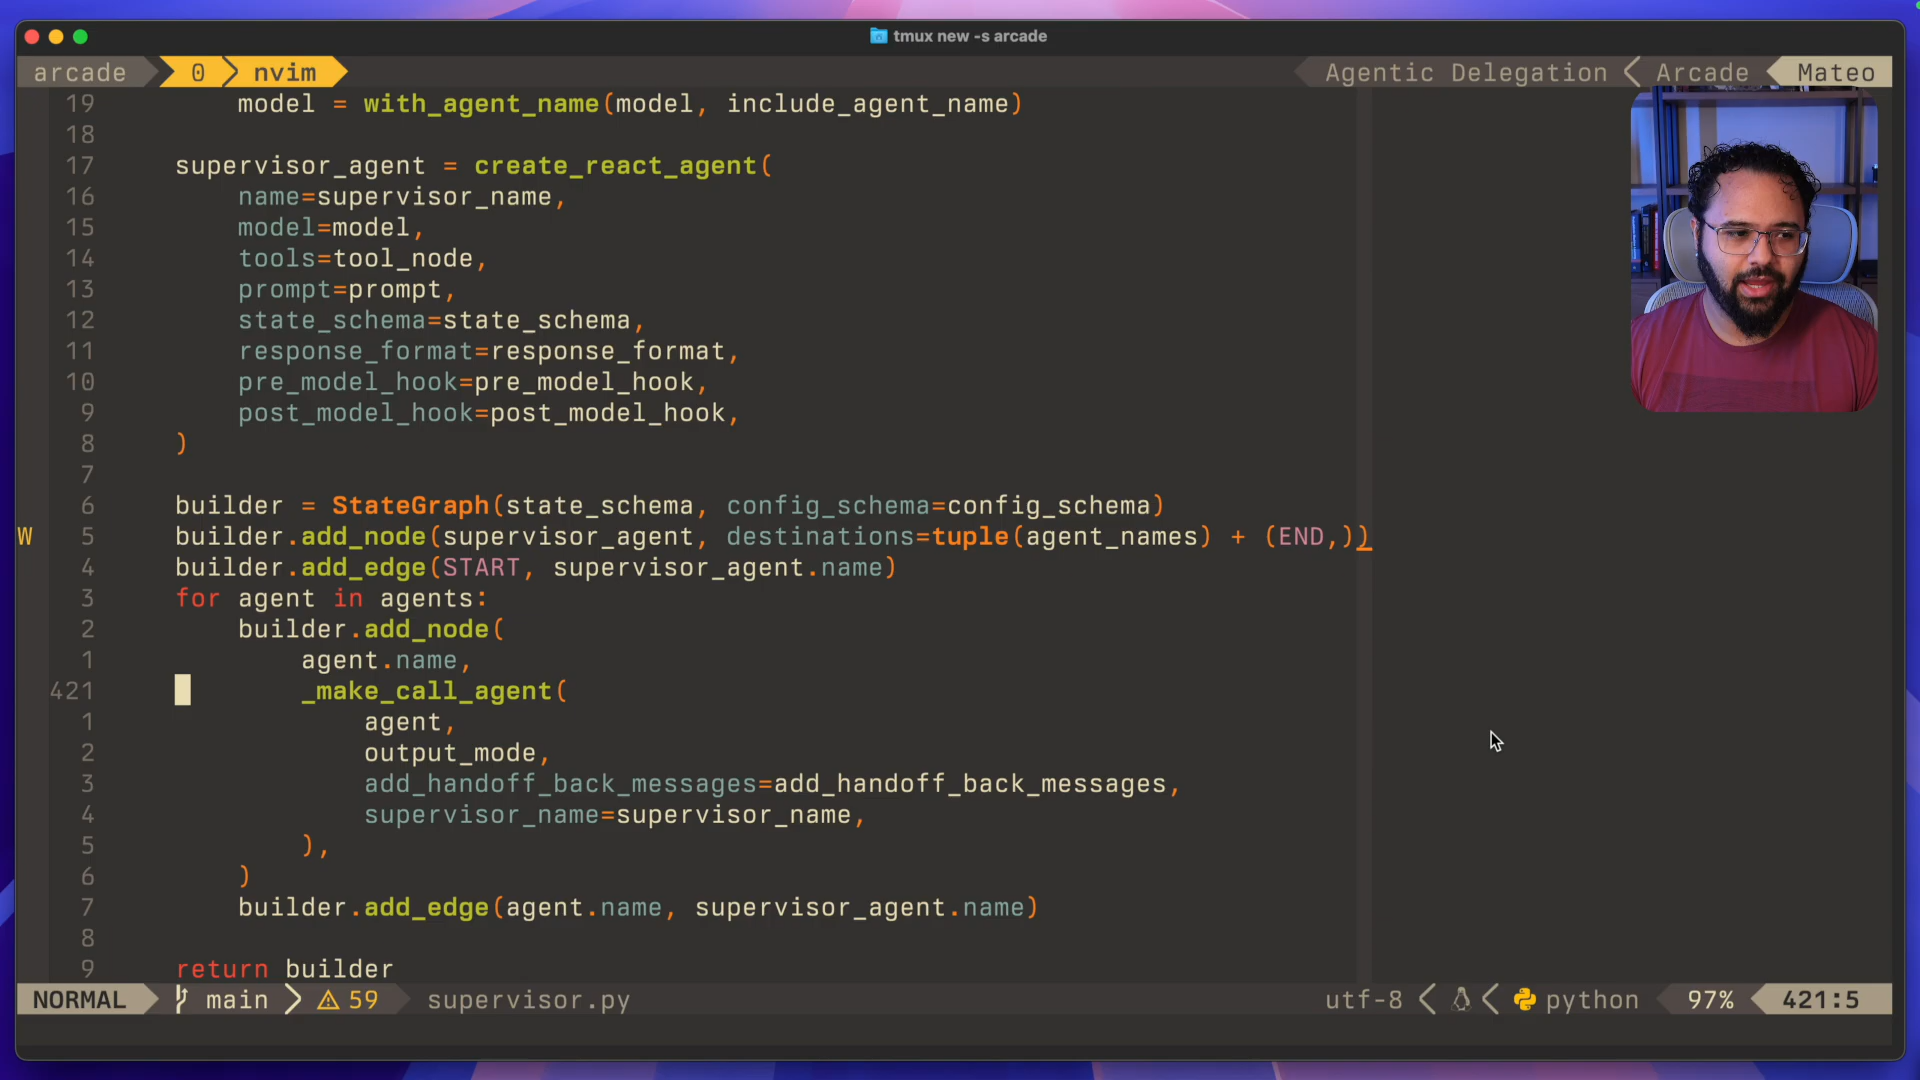 tmux new -s arcade
arcade 0 nvim Agentic Delegation Arcade Mateo
19 model = with_agent_name(model, include_agent_name)
18
17 supervisor_agent = create_react_agent(
16 name=supervisor_name,
15 model=model,
14 tools=tool_node,
13 prompt=prompt,
12 state_schema=state_schema,
11 response_format=response_format,
10 pre_model_hook=pre_model_hook,
9 post_model_hook=post_model_hook,
8 )
7
6 builder = StateGraph(state_schema, config_schema=config_schema)
W 5 builder.add_node(supervisor_agent, destinations=tuple(agent_names) + (END,))
4 builder.add_edge(START, supervisor_agent.name)
3 for agent in agents:
2 builder.add_node(
1 agent.name,
421 _make_call_agent(
1 agent,
2 output_mode,
3 add_handoff_back_messages=add_handoff_back_messages,
4 supervisor_name=supervisor_name,
5 ),
6 )
7 builder.add_edge(agent.name, supervisor_agent.name)
8
9 return builder
NORMAL main 59 supervisor.py utf-8 python 97% 421:5